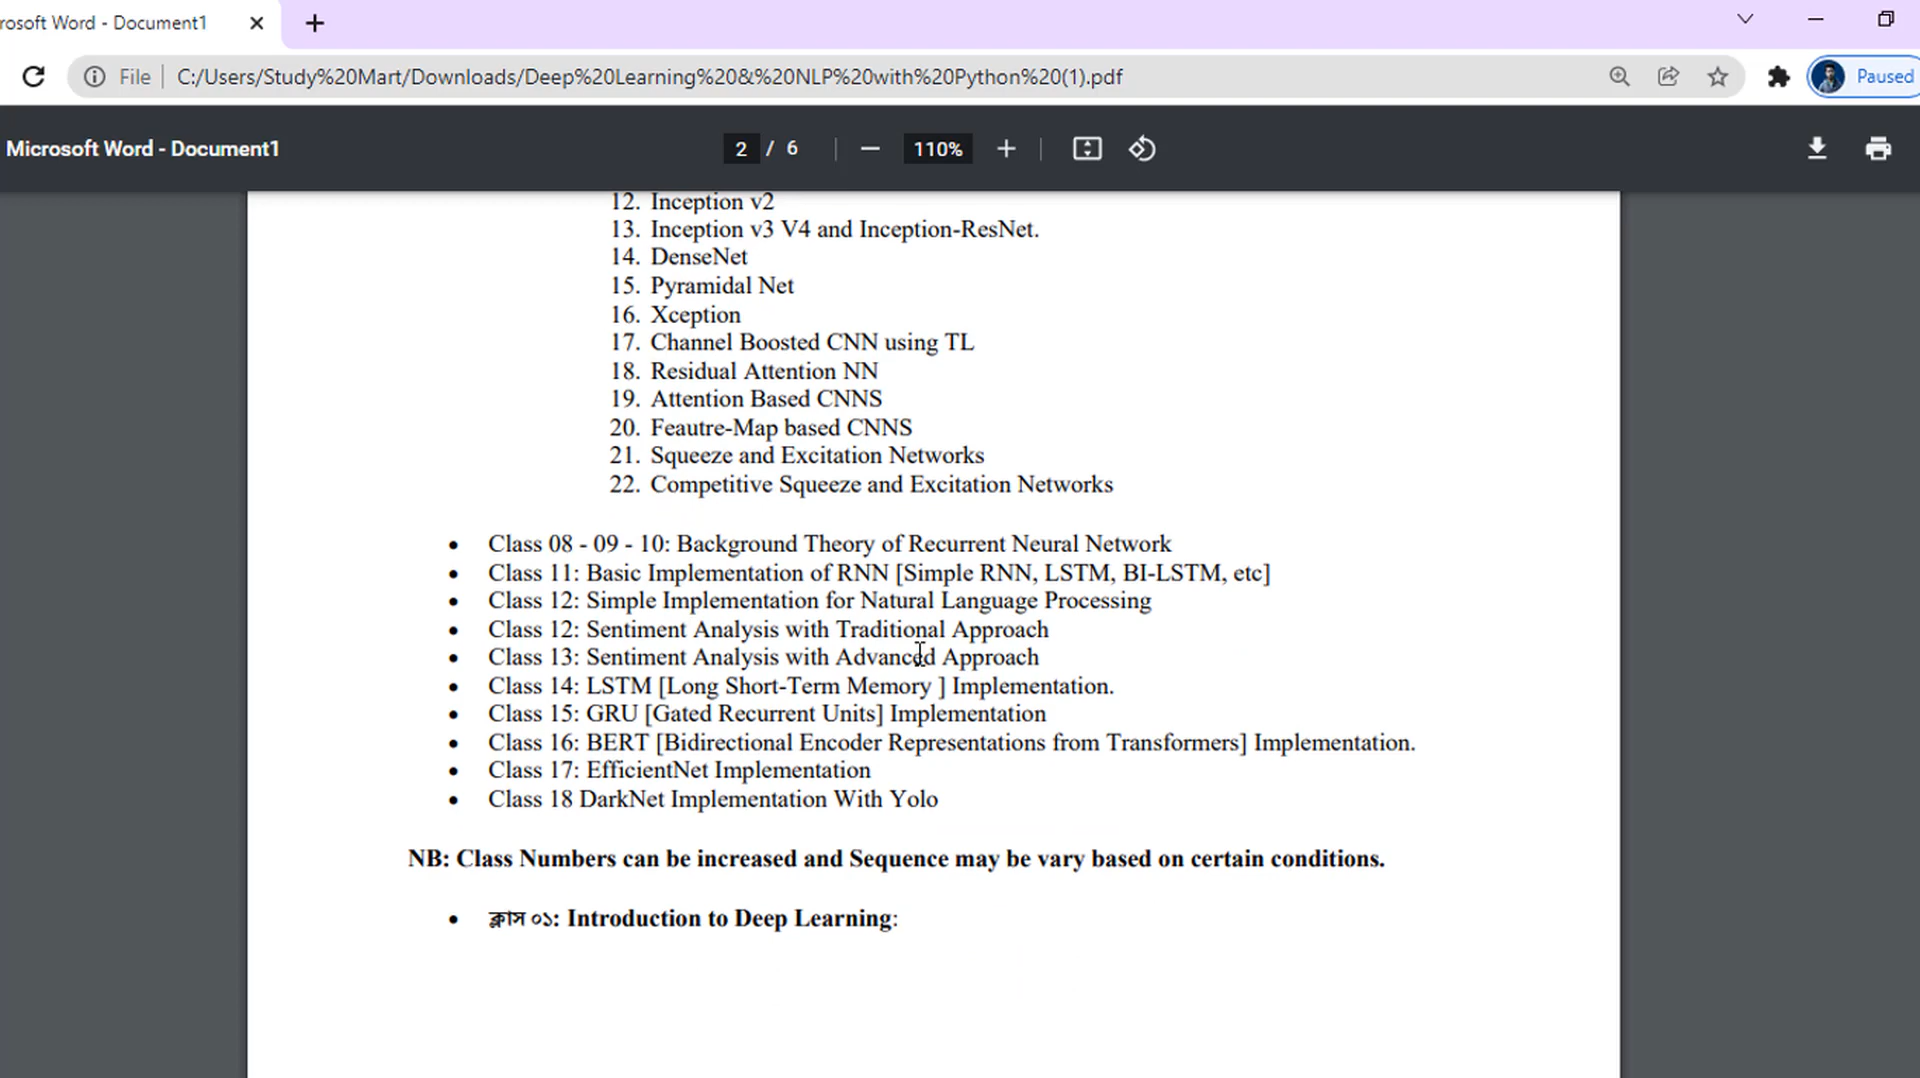 rosoft Word - Document1
File C:/Users/Study%20Mart/Downloads/Deep%20Learning%20&%20NLP%20with%20Python%20(1).pdf
Paused
Microsoft Word - Document1
2 / 6
110%
12. Inception v2
13. Inception v3 V4 and Inception-ResNet.
14. DenseNet
15. Pyramidal Net
16. Xception
17. Channel Boosted CNN using TL
18. Residual Attention NN
19. Attention Based CNNS
20. Feautre-Map based CNNS
21. Squeeze and Excitation Networks
22. Competitive Squeeze and Excitation Networks
• Class 08 - 09 - 10: Background Theory of Recurrent Neural Network
• Class 11: Basic Implementation of RNN [Simple RNN, LSTM, BI-LSTM, etc]
• Class 12: Simple Implementation for Natural Language Processing
• Class 12: Sentiment Analysis with Traditional Approach
• Class 13: Sentiment Analysis with Advanced Approach
• Class 14: LSTM [Long Short-Term Memory ] Implementation.
• Class 15: GRU [Gated Recurrent Units] Implementation
• Class 16: BERT [Bidirectional Encoder Representations from Transformers] Implementation.
• Class 17: EfficientNet Implementation
• Class 18 DarkNet Implementation With Yolo
NB: Class Numbers can be increased and Sequence may be vary based on certain conditions.
• ক্লাস ০১: Introduction to Deep Learning: